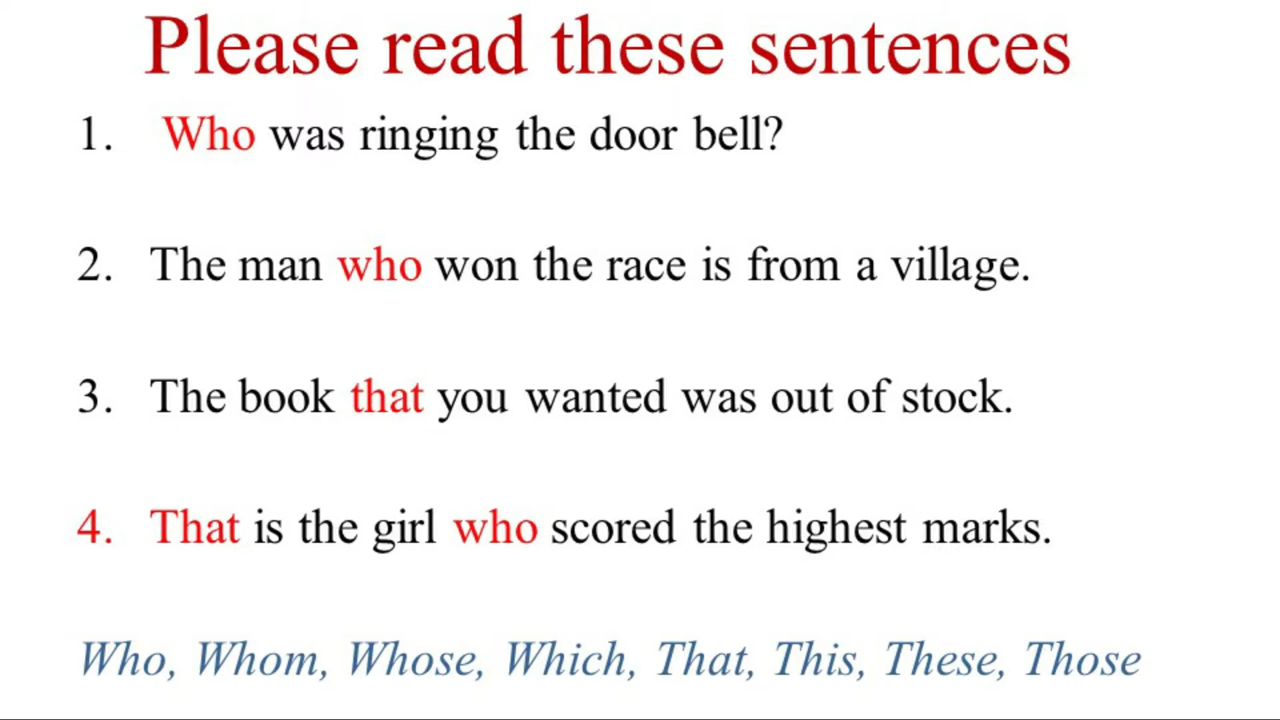 Please read these sentences
1. Who was ringing the door bell?
2. The man who won the race is from a village.
3. The book that you wanted was out of stock.
4. That is the girl who scored the highest marks.
Who, Whom, Whose, Which, That, This, These, Those